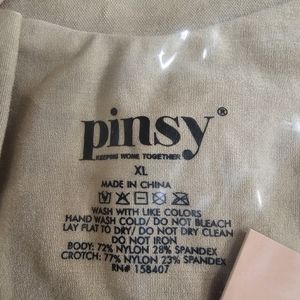 pinsy®
KEEPING WOME TOGETHER
XL
MADE IN CHINA
WASH WITH LIKE COLORS
HAND WASH COLD/ DO NOT BLEACH
LAY FLAT TO DRY/ DO NOT DRY CLEAN
DO NOT IRON
BODY: 72% NYLON 28% SPANDEX
CROTCH: 77% NYLON 23% SPANDEX
RN# 158407